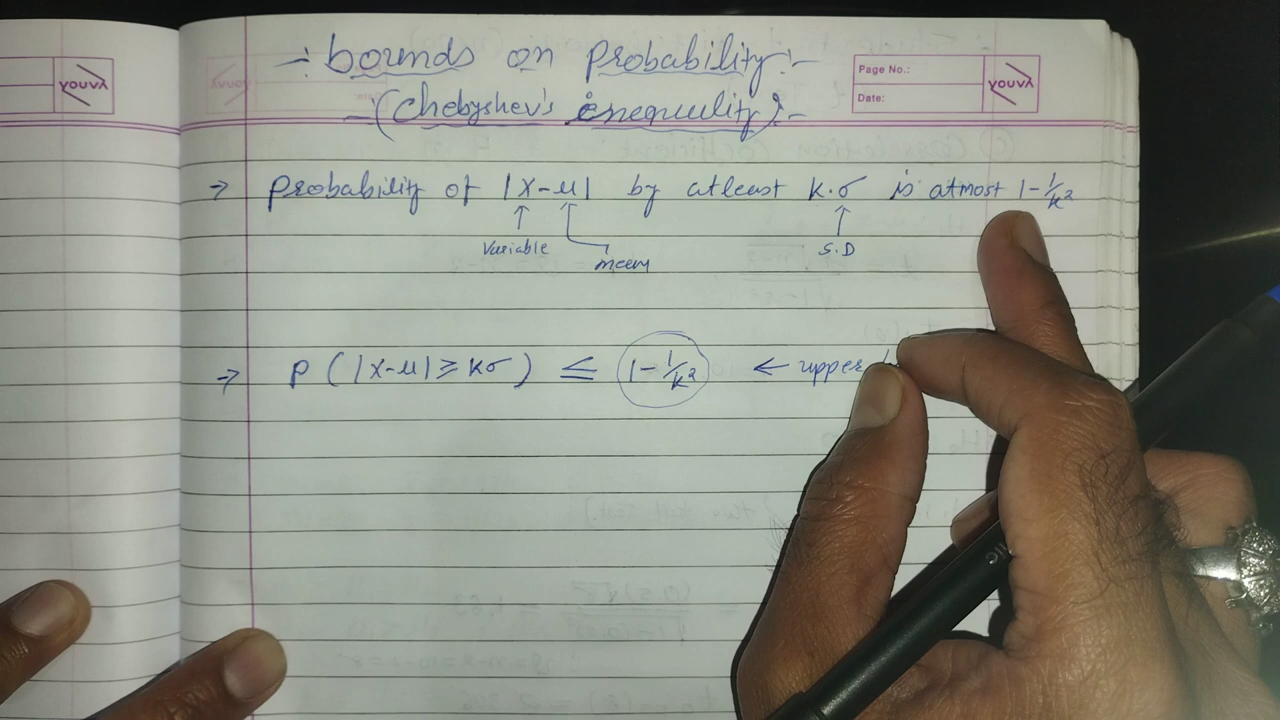 -: bounds on Probability :-
-( Chebyshev's inequality )-
Page No.:
Date:
YOUVA
YOUVA
→ Probability of |X-μ| by atleast K.σ is atmost 1-1/k²
Variable
mean
S.D
→ P (|X-μ| ≥ Kσ) ≤ 1-1/k² ← upper